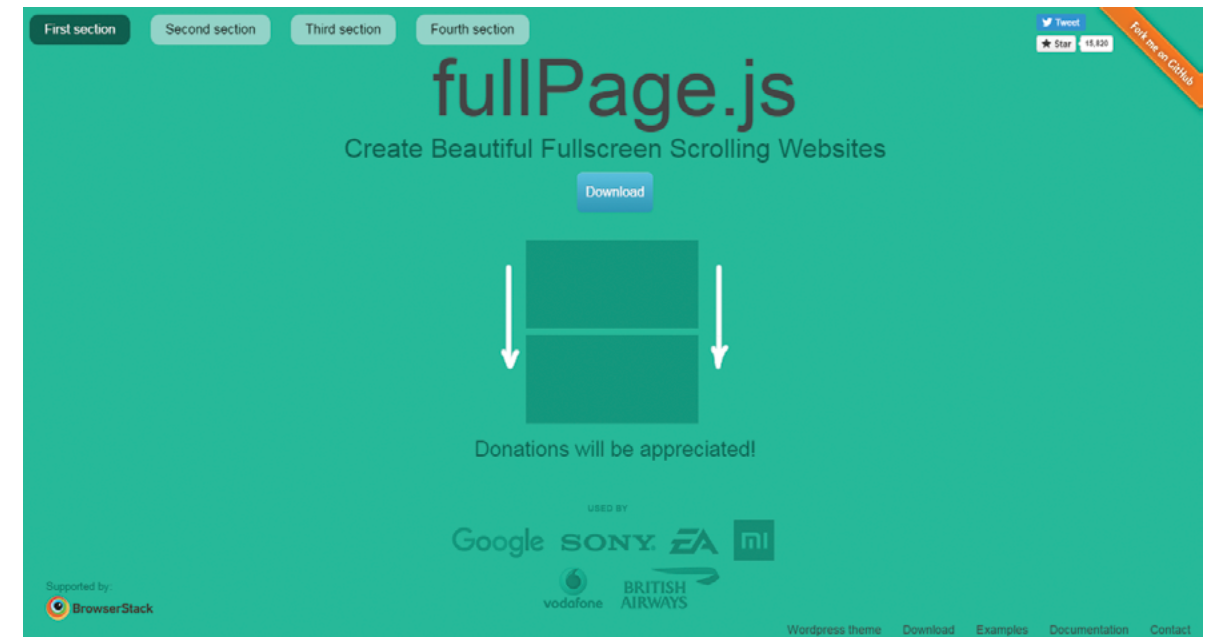 First section Second section Third section Fourth section
Tweet
Star 15,820
Fork me on GitHub
fullPage.js
Create Beautiful Fullscreen Scrolling Websites
Download
Donations will be appreciated!
USED BY
Google SONY EA MI
vodafone BRITISH AIRWAYS
Supported by:
BrowserStack
Wordpress theme Download Examples Documentation Contact